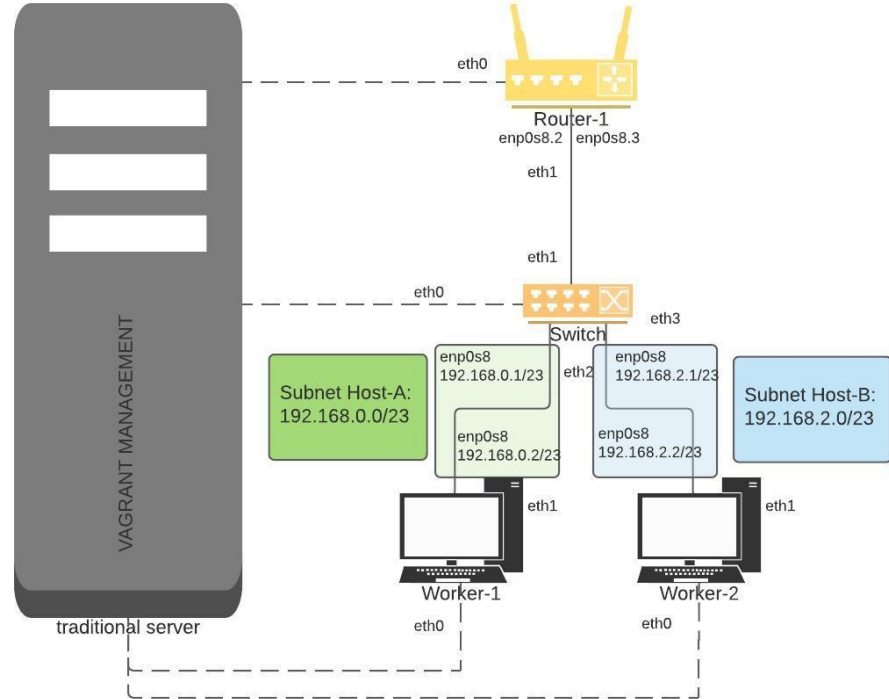 eth0
Router-1
enp0s8.2
enp0s8.3
eth1
eth1
eth0
Switch
eth3
VAGRANT MANAGEMENT
Subnet Host-A:
192.168.0.0/23
enp0s8
192.168.0.1/23
eth2
enp0s8
192.168.2.1/23
Subnet Host-B:
192.168.2.0/23
enp0s8
192.168.0.2/23
enp0s8
192.168.2.2/23
eth1
eth1
Worker-1
Worker-2
traditional server
eth0
eth0